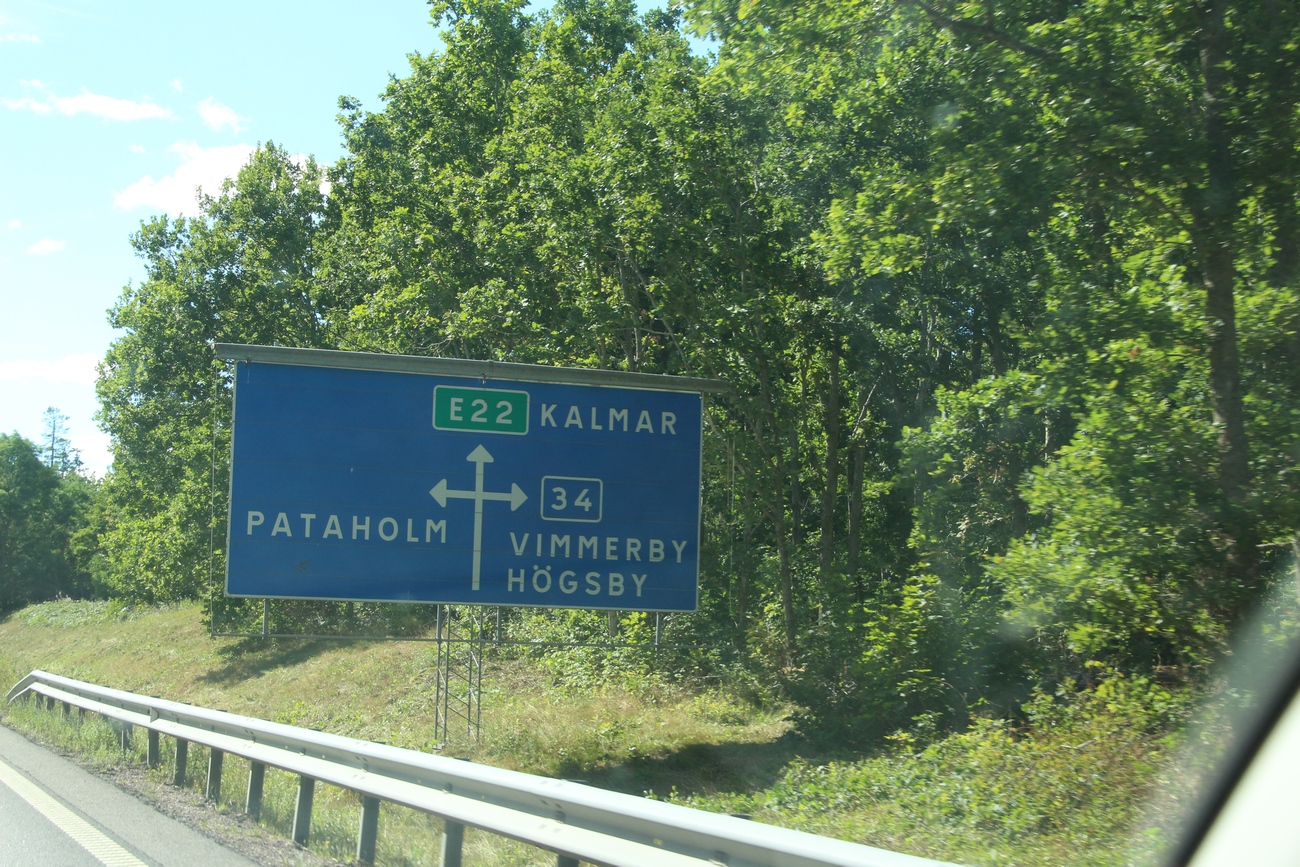 E22 KALMAR
34
PATAHOLM
VIMMERBY
HÖGSBY